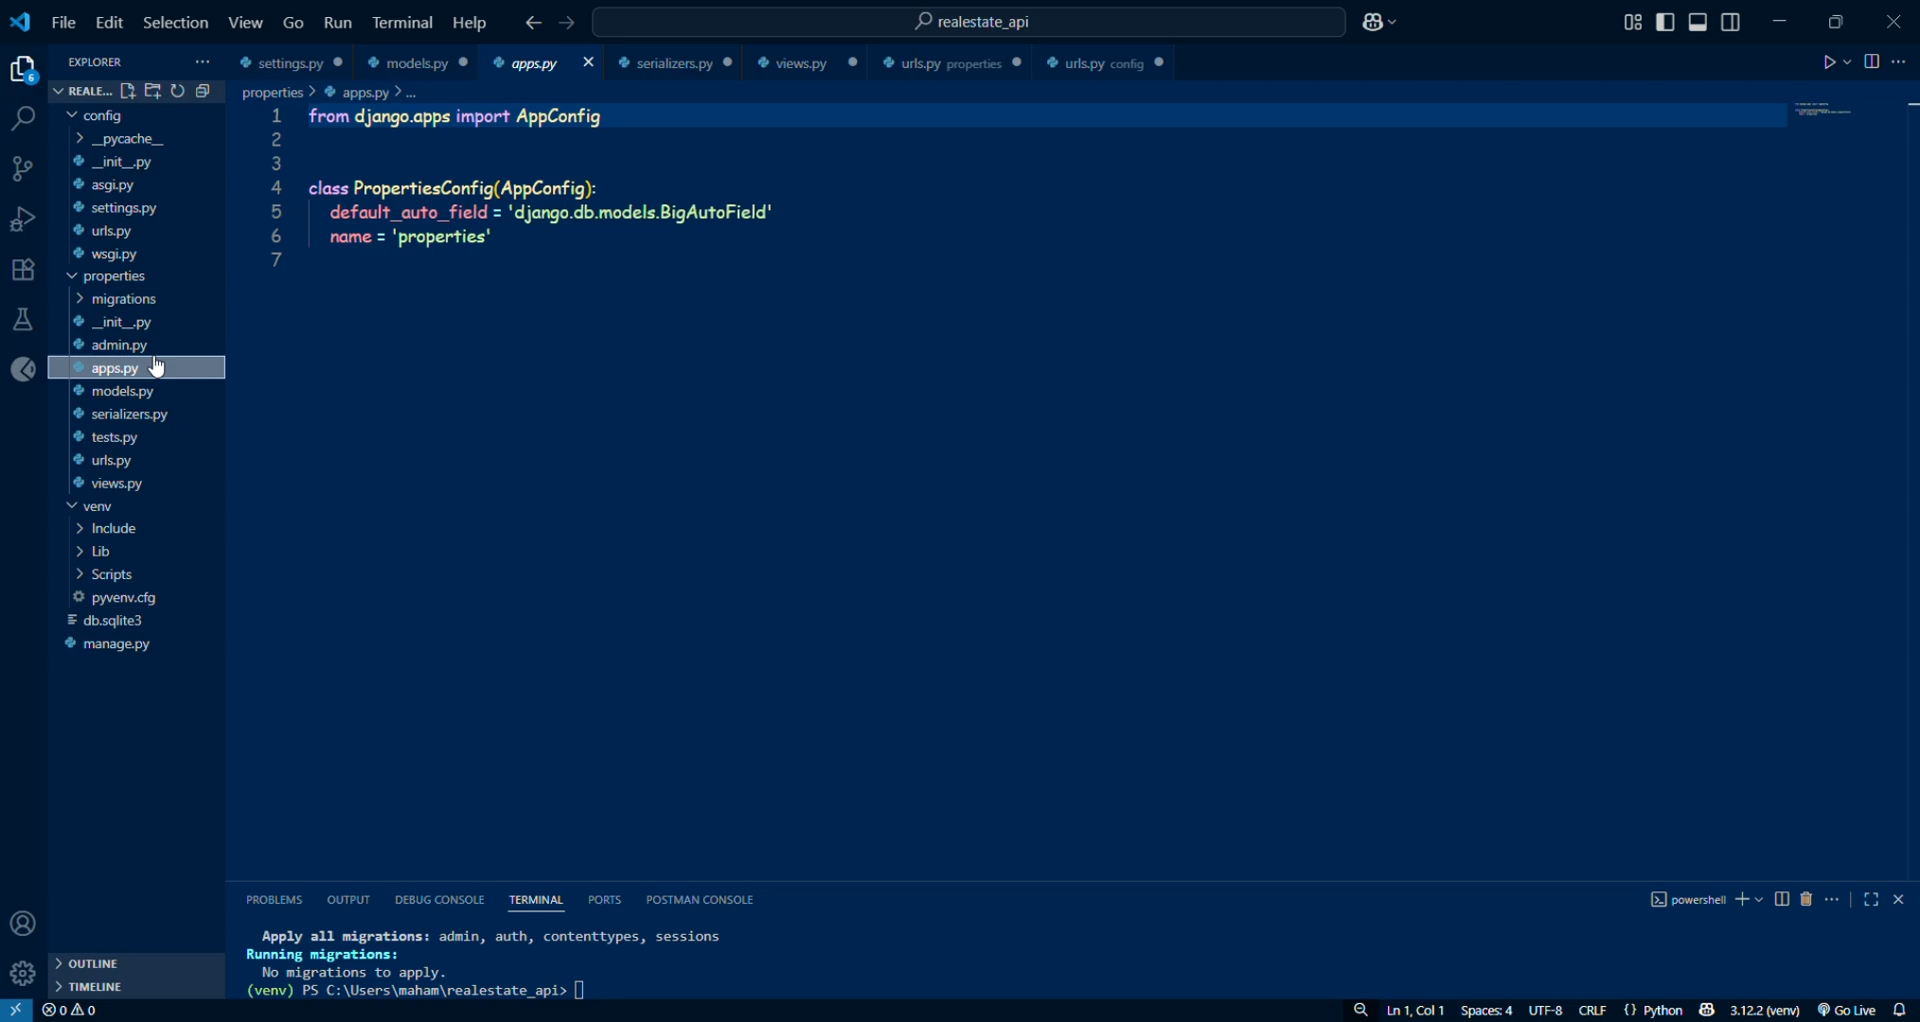 File Edit Selection View Go Run Terminal Help
realestate_api
6
EXPLORER
settings.py models.py apps.py serializers.py views.py urls.py properties urls.py config
REALE...
properties > apps.py > ...
config
__pycache__
__init__.py
asgi.py
settings.py
urls.py
wsgi.py
properties
migrations
__init__.py
admin.py
apps.py
models.py
serializers.py
tests.py
urls.py
views.py
venv
Include
Lib
Scripts
pyvenv.cfg
db.sqlite3
manage.py
OUTLINE
TIMELINE
1 from django.apps import AppConfig
2
3
4 class PropertiesConfig(AppConfig):
5 default_auto_field = 'django.db.models.BigAutoField'
6 name = 'properties'
7
PROBLEMS OUTPUT DEBUG CONSOLE TERMINAL PORTS POSTMAN CONSOLE
powershell
Apply all migrations: admin, auth, contenttypes, sessions
Running migrations:
No migrations to apply.
(venv) PS C:\Users\maham\realestate_api>
0 0
Ln 1, Col 1 Spaces: 4 UTF-8 CRLF {} Python 3.12.2 (venv) Go Live